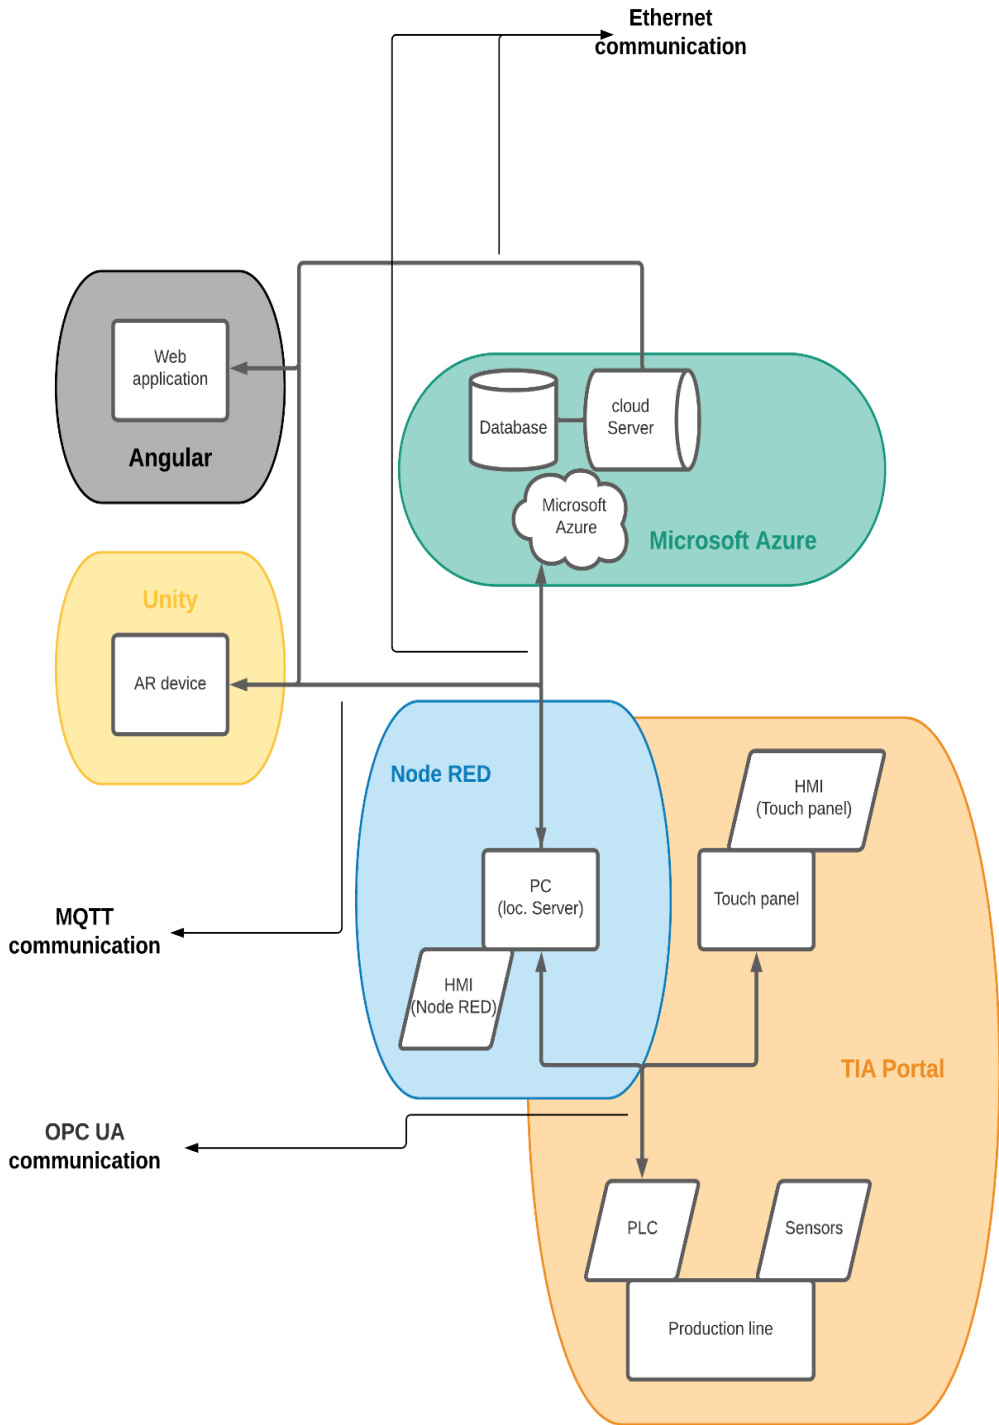 Ethernet
communication
Web
application
Angular
Database
cloud
Server
Microsoft
Azure
Microsoft Azure
Unity
AR device
Node RED
HMI
(Touch panel)
PC
(loc. Server)
Touch panel
MQTT
communication
HMI
(Node RED)
TIA Portal
OPC UA
communication
PLC
Sensors
Production line